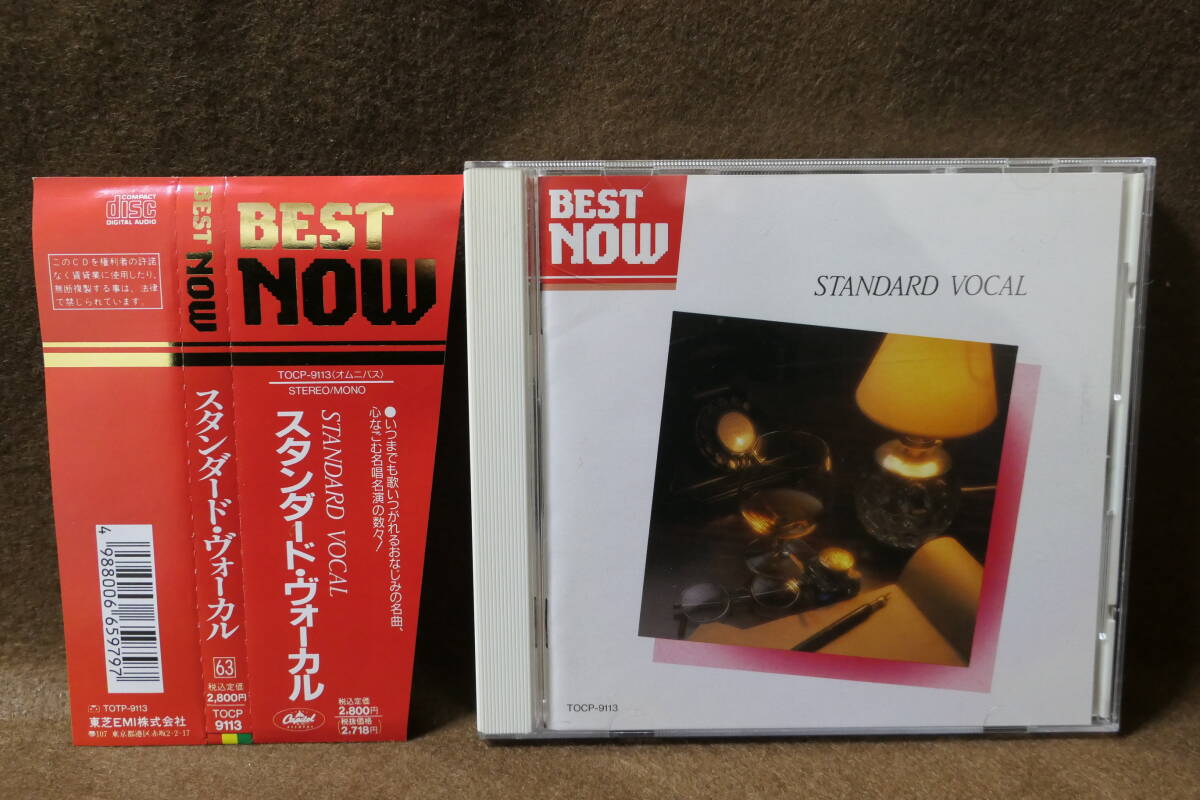 COMPACT
disc
DIGITAL AUDIO
このCDを権利者の許諾
なく賃貸業に使用したり、
無断複製する事は、法律
で禁じられています。
4 988006 659797
TOTP-9113
東芝EMI株式会社
〒107 東京都港区赤坂2-2-17
BEST NOW
スタンダード・ヴォーカル
63
税込定価
2,800円
TOCP
9113
BEST
NOW
TOCP-9113(オムニバス)
STEREO/MONO
●いつまでも歌いつがれるおなじみの名曲、
心なごむ名唱名演の数々!
STANDARD VOCAL
スタンダード・ヴォーカル
Capitol
RECORDS
税込定価
2,800円
税抜価格
2,718円
BEST
NOW
STANDARD VOCAL
TOCP-9113